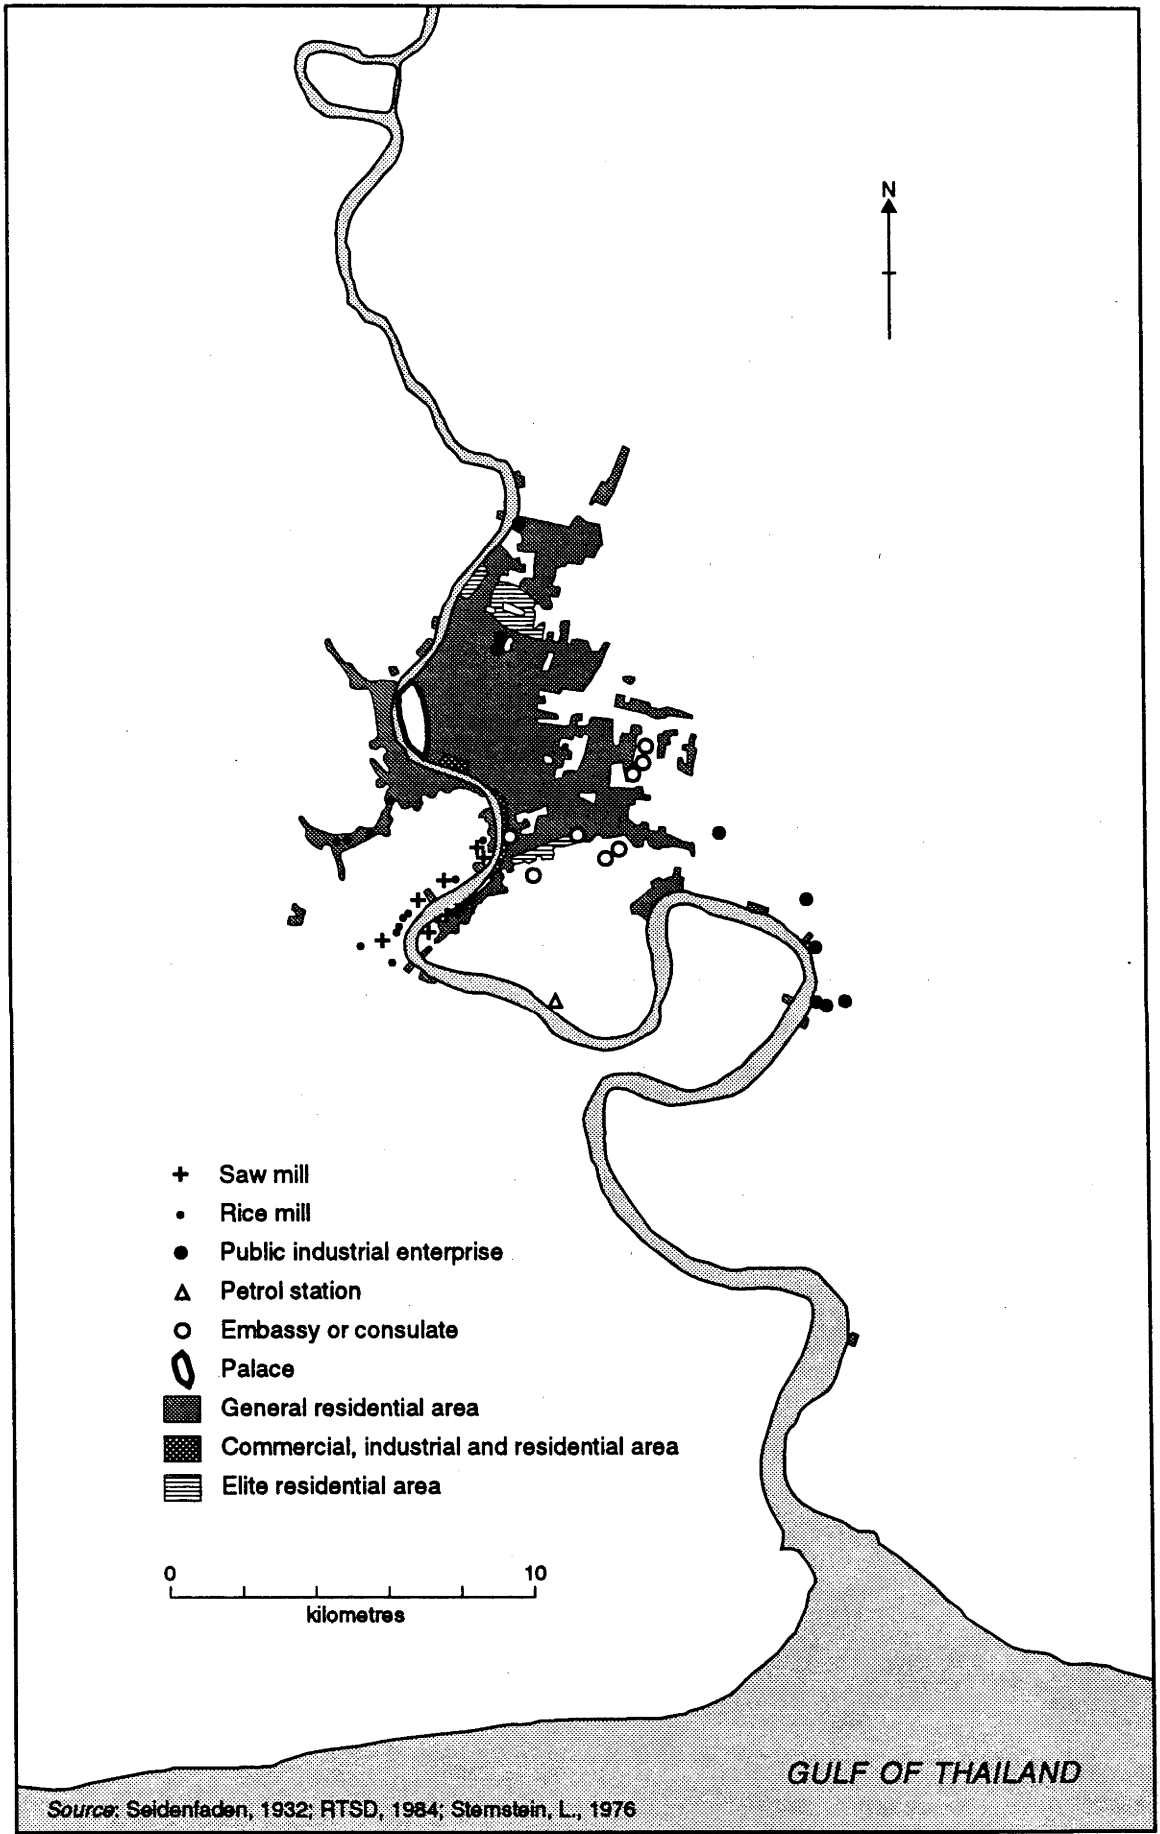 N
Saw mill
Rice mill
Public industrial enterprise
Petrol station
Embassy or consulate
Palace
General residential area
Commercial, industrial and residential area
Elite residential area
0 10
kilometres
GULF OF THAILAND
Source: Seidenfaden, 1932; RTSD, 1984; Sternstein, L., 1976